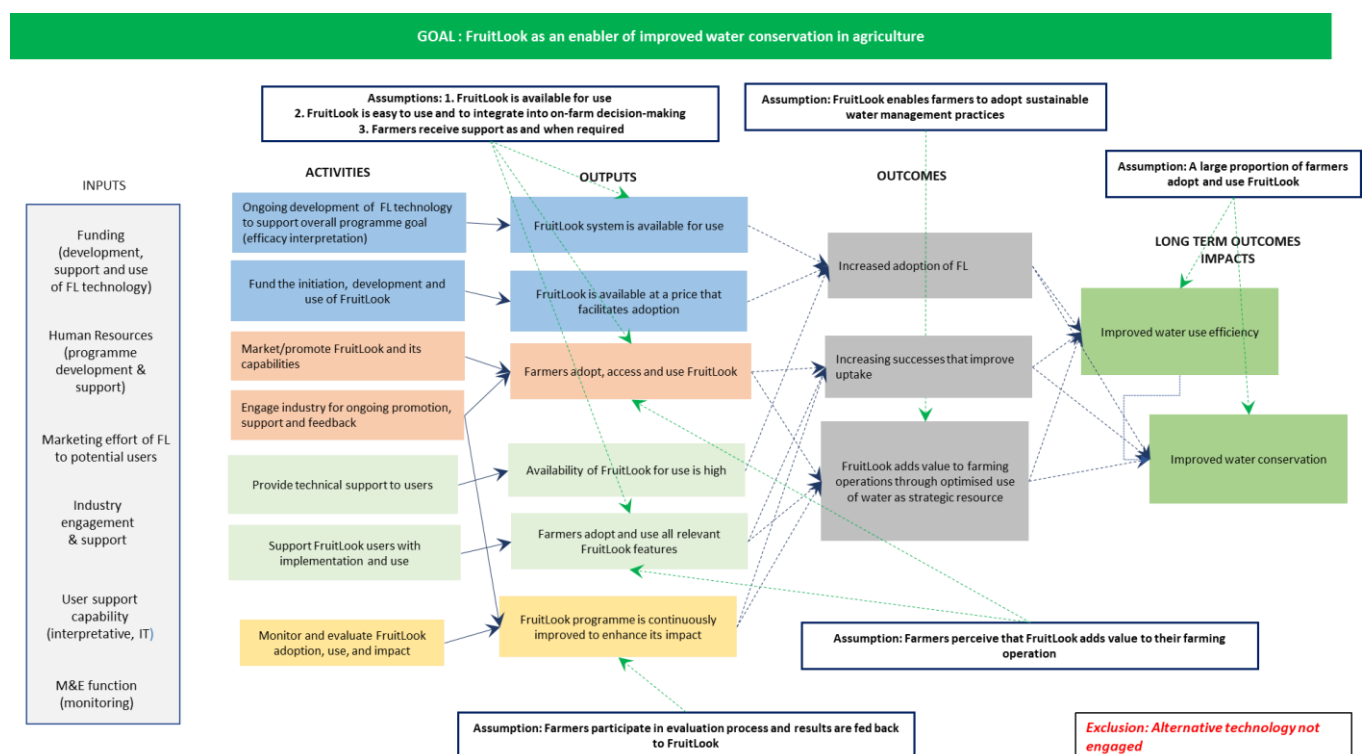 GOAL : FruitLook as an enabler of improved water conservation in agriculture
Assumptions: 1. FruitLook is available for use
2. FruitLook is easy to use and to integrate into on-farm decision-making
3. Farmers receive support as and when required
Assumption: FruitLook enables farmers to adopt sustainable
water management practices
Assumption: A large proportion of farmers
adopt and use FruitLook
INPUTS
Funding
(development,
support and use
of FL technology)
Human Resources
(programme
development &
support)
Marketing effort of FL
to potential users
Industry
engagement
& support
User support
capability
(interpretative, IT)
M&E function
(monitoring)
ACTIVITIES
Ongoing development of FL technology
to support overall programme goal
(efficacy interpretation)
Fund the initiation, development and
use of FruitLook
Market/promote FruitLook and its
capabilities
Engage industry for ongoing promotion,
support and feedback
Provide technical support to users
Support FruitLook users with
implementation and use
Monitor and evaluate FruitLook
adoption, use, and impact
OUTPUTS
FruitLook system is available for use
FruitLook is available at a price that
facilitates adoption
Farmers adopt, access and use FruitLook
Availability of FruitLook for use is high
Farmers adopt and use all relevant
FruitLook features
FruitLook programme is continuously
improved to enhance its impact
OUTCOMES
Increased adoption of FL
Increasing successes that improve
uptake
FruitLook adds value to farming
operations through optimised use
of water as strategic resource
LONG TERM OUTCOMES
IMPACTS
Improved water use efficiency
Improved water conservation
Assumption: Farmers perceive that FruitLook adds value to their farming
operation
Assumption: Farmers participate in evaluation process and results are fed back
to FruitLook
Exclusion: Alternative technology not
engaged